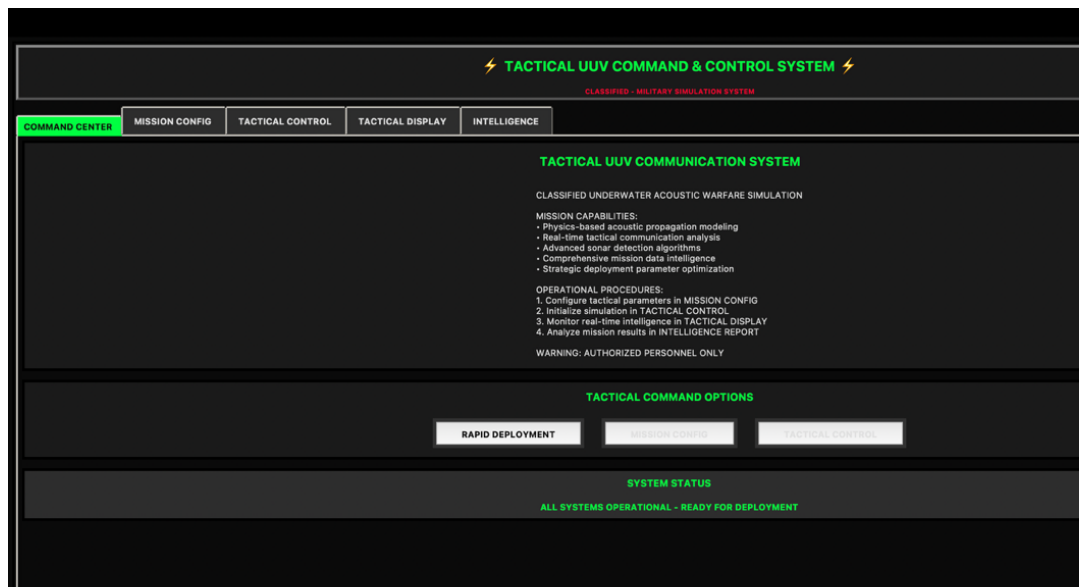 ⚡ TACTICAL UUV COMMAND & CONTROL SYSTEM ⚡
CLASSIFIED - MILITARY SIMULATION SYSTEM
COMMAND CENTER
MISSION CONFIG
TACTICAL CONTROL
TACTICAL DISPLAY
INTELLIGENCE
TACTICAL UUV COMMUNICATION SYSTEM
CLASSIFIED UNDERWATER ACOUSTIC WARFARE SIMULATION
MISSION CAPABILITIES:
• Physics-based acoustic propagation modeling
• Real-time tactical communication analysis
• Advanced sonar detection algorithms
• Comprehensive mission data intelligence
• Strategic deployment parameter optimization
OPERATIONAL PROCEDURES:
1. Configure tactical parameters in MISSION CONFIG
2. Initialize simulation in TACTICAL CONTROL
3. Monitor real-time intelligence in TACTICAL DISPLAY
4. Analyze mission results in INTELLIGENCE REPORT
WARNING: AUTHORIZED PERSONNEL ONLY
TACTICAL COMMAND OPTIONS
RAPID DEPLOYMENT
MISSION CONFIG
TACTICAL CONTROL
SYSTEM STATUS
ALL SYSTEMS OPERATIONAL - READY FOR DEPLOYMENT